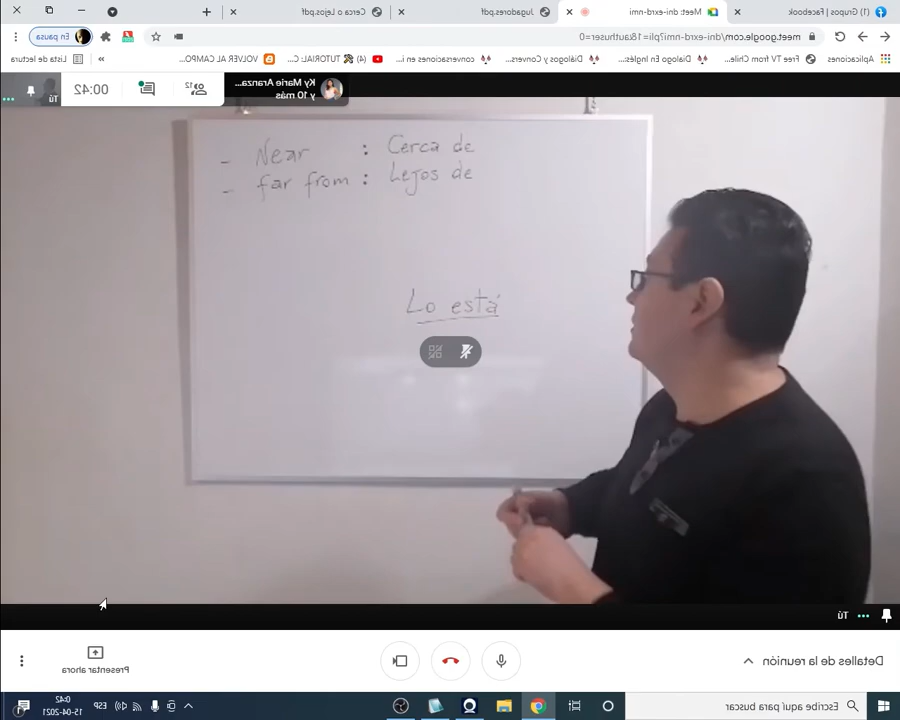 (1) Grupos | Facebook
Meet: dni-exrd-nmi
Jugadores.pdf
Cerca o Lejos.pdf
meet.google.com/dni-exrd-nmi?pli=1&authuser=0
En pausa
Aplicaciones
Free TV Chile: Prog...
Dialogo en Inglés...
Diálogos y Convers...
conversaciones en i...
TUTORIAL
(4)
VOLVER AL CAMPO...
Lista de lectura
»
Ky Mario Aranza...
y 10 más
12
00:42
Tú
- Near : Cerca de
- far from : Lejos de
Lo está
Tú
Detalles de la reunión
Presentar ahora
Escribe aquí para buscar
ESP
0:42
15-04-2021
1